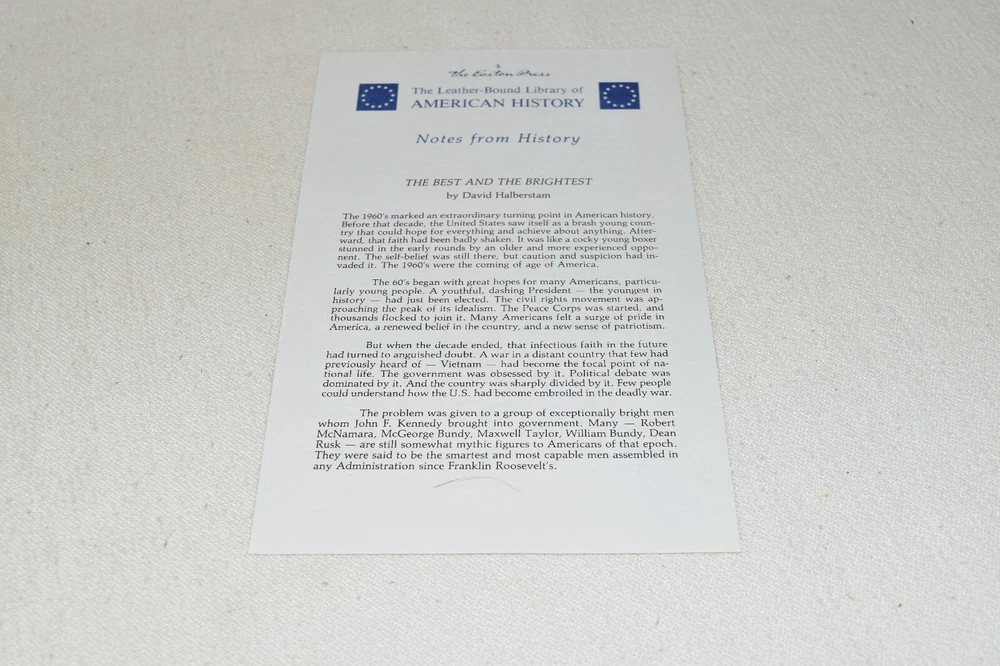 The Easton Press
The Leather-Bound Library of
AMERICAN HISTORY
Notes from History
THE BEST AND THE BRIGHTEST
by David Halberstam
The 1960's marked an extraordinary turning point in American history.
Before that decade, the United States saw itself as a brash young coun-
try that could hope for everything and achieve about anything. After-
ward, that faith had been badly shaken. It was like a cocky young boxer
stunned in the early rounds by an older and more experienced oppo-
nent. The self-belief was still there, but caution and suspicion had in-
vaded it. The 1960's were the coming of age of America.
The 60's began with great hopes for many Americans, particu-
larly young people. A youthful, dashing President — the youngest in
history — had just been elected. The civil rights movement was ap-
proaching the peak of its idealism. The Peace Corps was started, and
thousands flocked to join it. Many Americans felt a surge of pride in
America, a renewed belief in the country, and a new sense of patriotism.
But when the decade ended, that infectious faith in the future
had turned to anguished doubt. A war in a distant country that few had
previously heard of — Vietnam — had become the focal point of na-
tional life. The government was obsessed by it. Political debate was
dominated by it. And the country was sharply divided by it. Few people
could understand how the U.S. had become embroiled in the deadly war.
The problem was given to a group of exceptionally bright men
whom John F. Kennedy brought into government. Many — Robert
McNamara, McGeorge Bundy, Maxwell Taylor, William Bundy, Dean
Rusk — are still somewhat mythic figures to Americans of that epoch.
They were said to be the smartest and most capable men assembled in
any Administration since Franklin Roosevelt's.